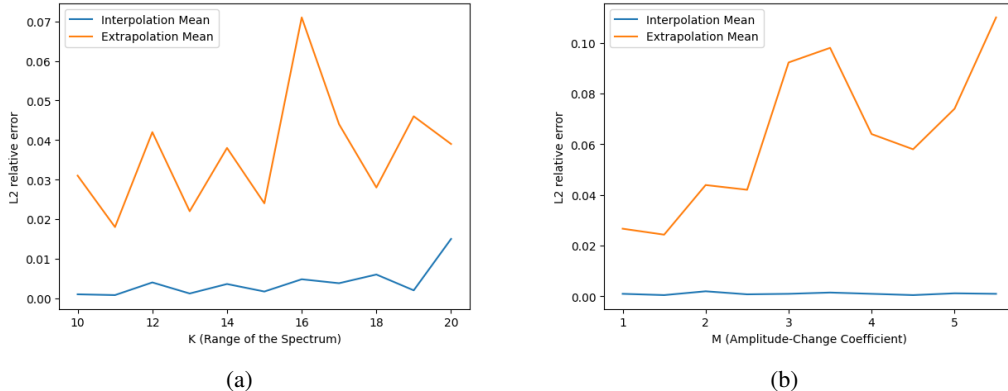 Interpolation Mean
Extrapolation Mean
0.07
0.06
0.05
0.04
0.03
0.02
0.01
0.00
L2 relative error
10 12 14 16 18 20
K (Range of the Spectrum)
(a)
Interpolation Mean
Extrapolation Mean
0.10
0.08
0.06
0.04
0.02
0.00
L2 relative error
1 2 3 4 5
M (Amplitude-Change Coefficient)
(b)